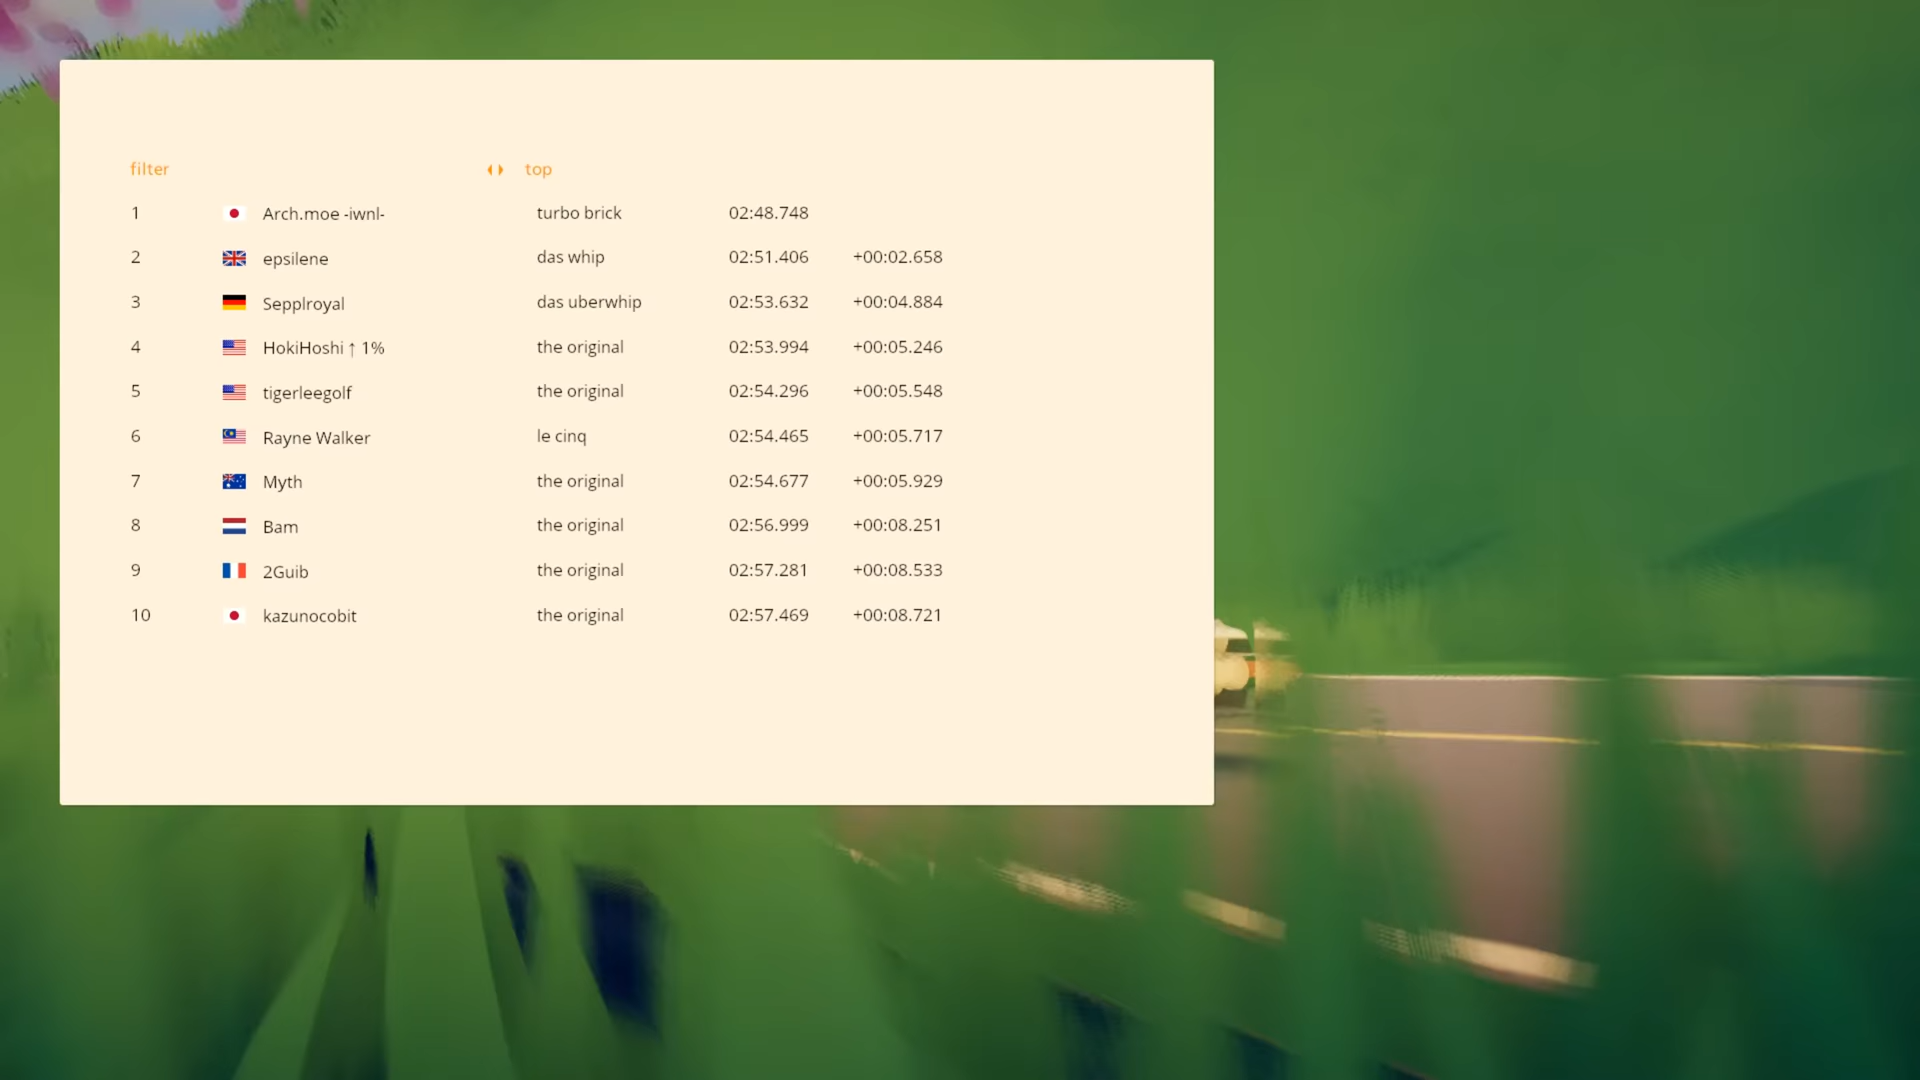 filter top
1 Arch.moe -iwnl- turbo brick 02:48.748
2 epsilene das whip 02:51.406 +00:02.658
3 Sepplroyal das uberwhip 02:53.632 +00:04.884
4 HokiHoshi ↑ 1% the original 02:53.994 +00:05.246
5 tigerleegolf the original 02:54.296 +00:05.548
6 Rayne Walker le cinq 02:54.465 +00:05.717
7 Myth the original 02:54.677 +00:05.929
8 Bam the original 02:56.999 +00:08.251
9 2Guib the original 02:57.281 +00:08.533
10 kazunocobit the original 02:57.469 +00:08.721